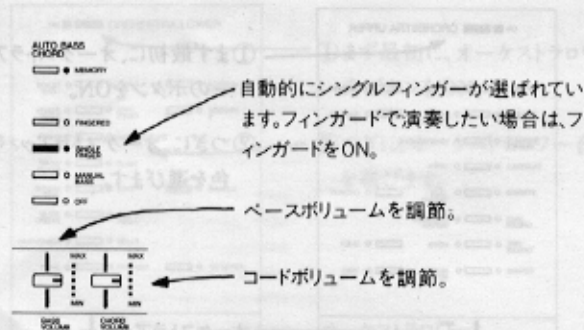 AUTO BASS
CHORD
MEMORY
FINGERED
SINGLE
FINGER
MANUAL
BASS
OFF
自動的にシングルフィンガーが選ばれてい
ます。フィンガードで演奏したい場合は、フ
ィンガードをON。
ベースボリュームを調節。
コードボリュームを調節。
MAX
MAX
MIN
MIN
BASS
VOLUME
CHORD
VOLUME